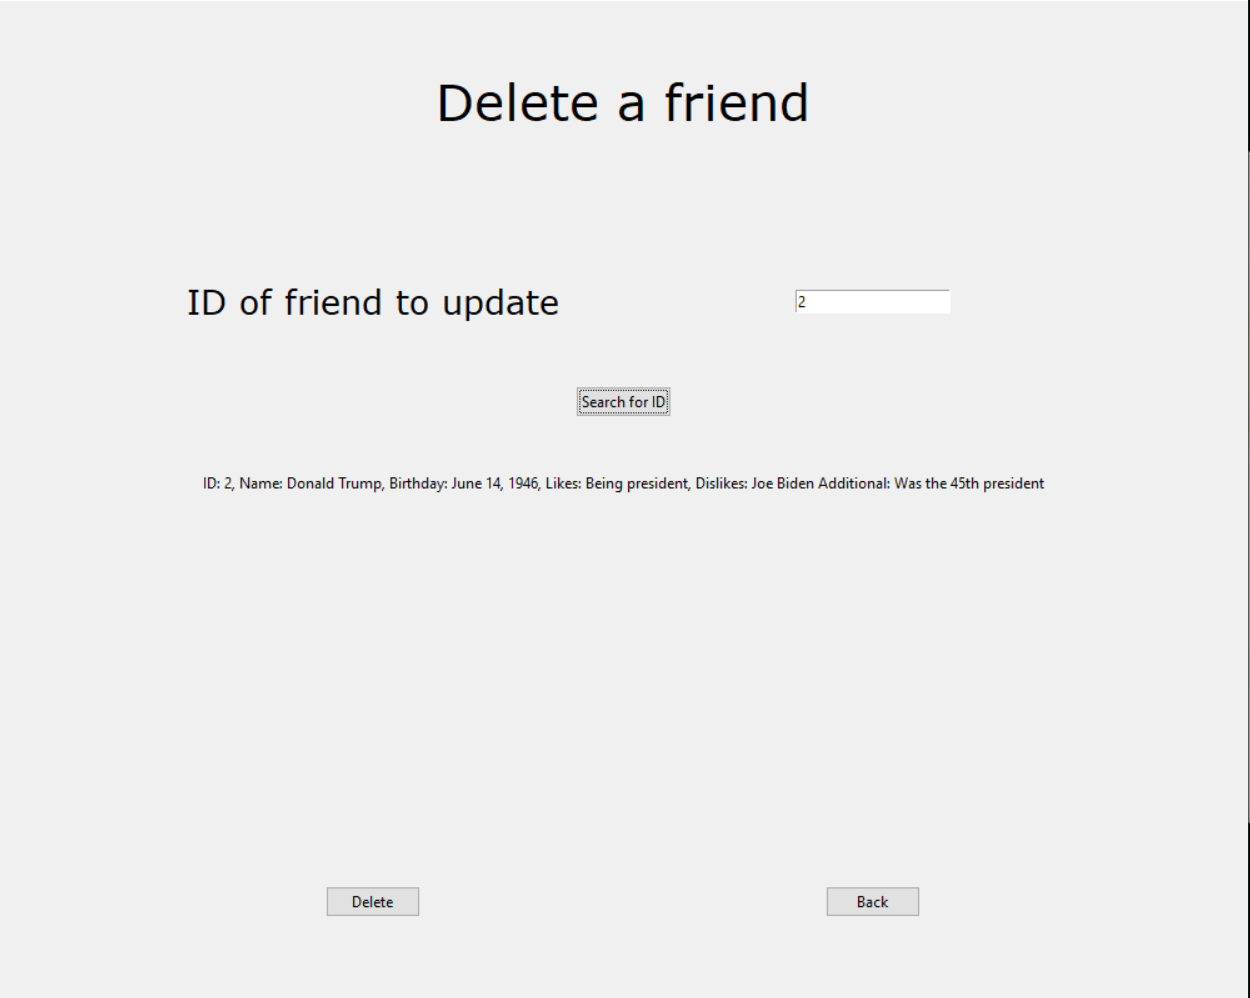 Delete a friend
ID of friend to update
2
Search for ID
ID: 2, Name: Donald Trump, Birthday: June 14, 1946, Likes: Being president, Dislikes: Joe Biden Additional: Was the 45th president
Delete
Back